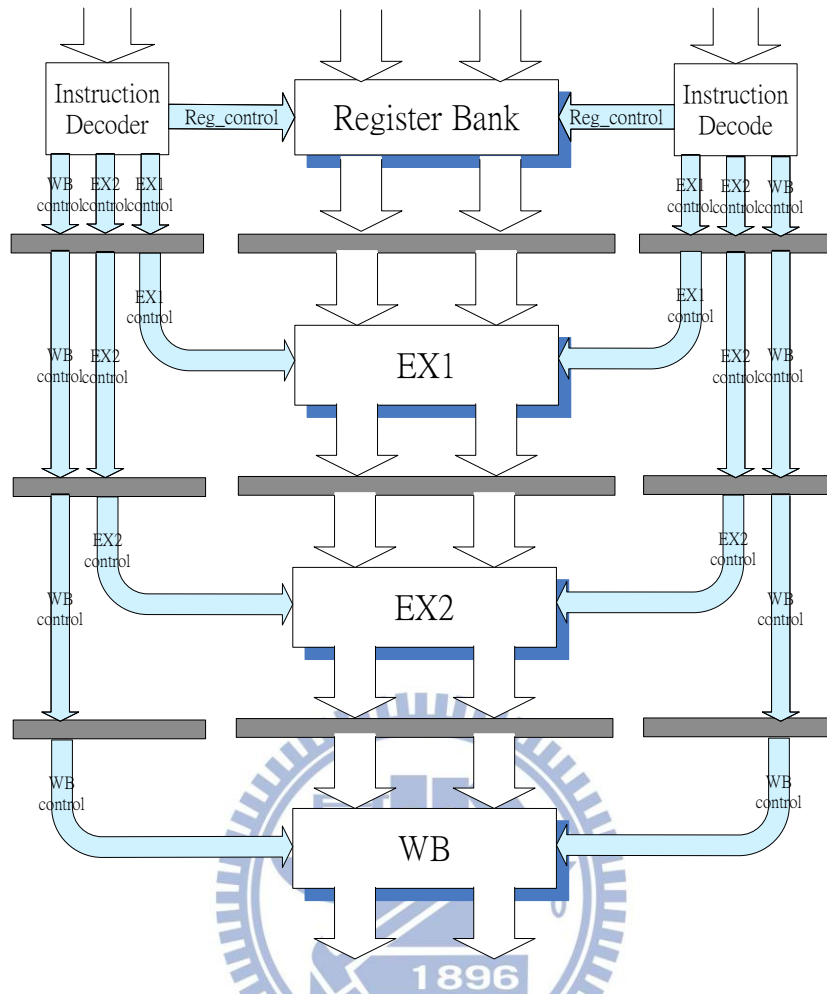 Instruction
Decoder
Reg_control
Register Bank
Reg_control
Instruction
Decode
WB
control
EX2
control
EX1
control
EX1
control
EX2
control
WB
control
EX1
control
WB
control
EX2
control
EX1
EX1
control
EX2
control
WB
control
EX2
control
WB
control
EX2
EX2
control
WB
control
WB
control
WB
WB
control
1896